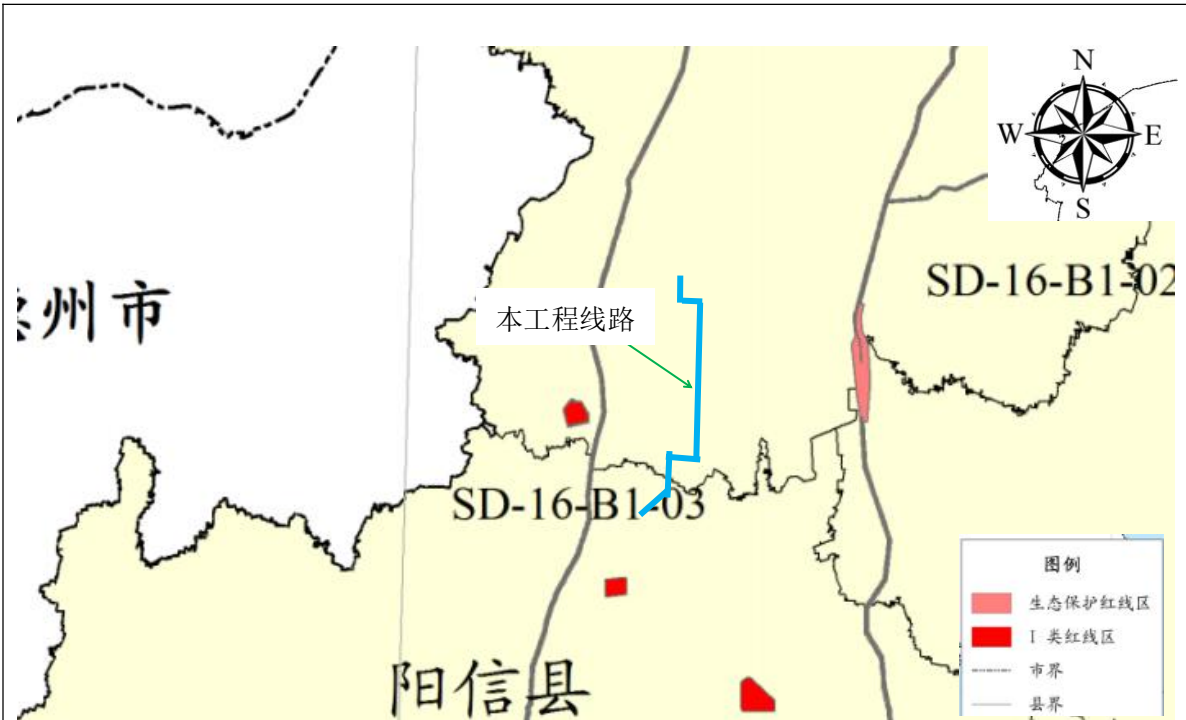 N
W
E
S
SD-16-B1-02
州市
本工程线路
SD-16-B1-03
阳信县
图例
生态保护红线区
I 类红线区
市界
县界